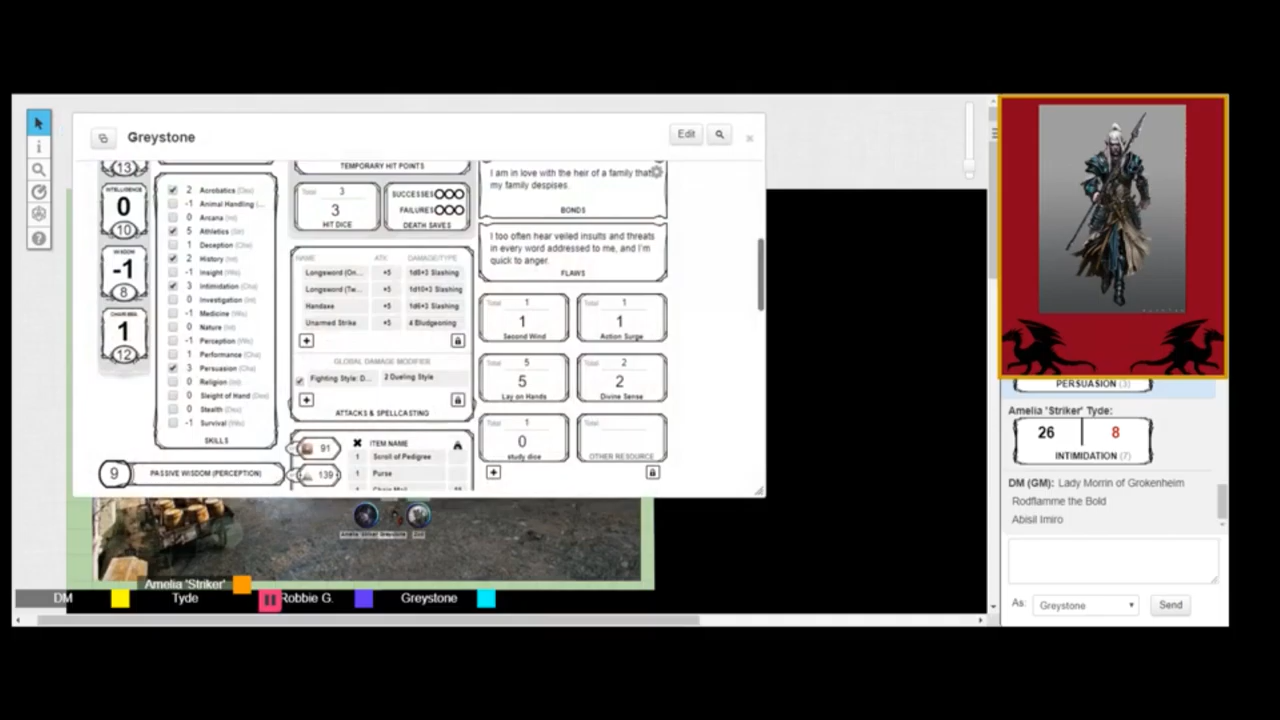 Greystone
Edit
13
INTELLIGENCE
0
10
WISDOM
-1
8
CHARISMA
1
12
2 Acrobatics (Dex)
-1 Animal Handling (...
0 Arcana (Int)
5 Athletics (Str)
1 Deception (Cha)
2 History (Int)
-1 Insight (Wis)
3 Intimidation (Cha)
0 Investigation (Int)
-1 Medicine (Wis)
0 Nature (Int)
-1 Perception (Wis)
1 Performance (Cha)
3 Persuasion (Cha)
0 Religion (Int)
0 Sleight of Hand (Dex)
0 Stealth (Dex)
-1 Survival (Wis)
SKILLS
9 PASSIVE WISDOM (PERCEPTION)
TEMPORARY HIT POINTS
Total 3
3
HIT DICE
SUCCESSES
FAILURES
DEATH SAVES
NAME ATK DAMAGE/TYPE
Longsword (On... +5 1d8+3 Slashing
Longsword (Tw... +5 1d10+3 Slashing
Handaxe +5 1d6+3 Slashing
Unarmed Strike +5 4 Bludgeoning
GLOBAL DAMAGE MODIFIER
Fighting Style: D... 2 Dueling Style
ATTACKS & SPELLCASTING
91
139
ITEM NAME
1 Scroll of Pedigree
1 Purse
1 Chain Mail
I am in love with the heir of a family that
my family despises.
BONDS
I too often hear veiled insults and threats
in every word addressed to me, and I'm
quick to anger.
FLAWS
Total 1
1
Second Wind
Total 1
1
Action Surge
Total 5
5
Lay on Hands
Total 2
2
Divine Sense
Total 1
0
study dice
Total
OTHER RESOURCE
Amelia 'Striker'
DM
Tyde
Robbie G.
Greystone
PERSUASION (3)
Amelia 'Striker' Tyde:
26 8
INTIMIDATION (7)
DM (GM): Lady Morrin of Grokenheim
Rodflamme the Bold
Abisil Imiro
As: Greystone Send